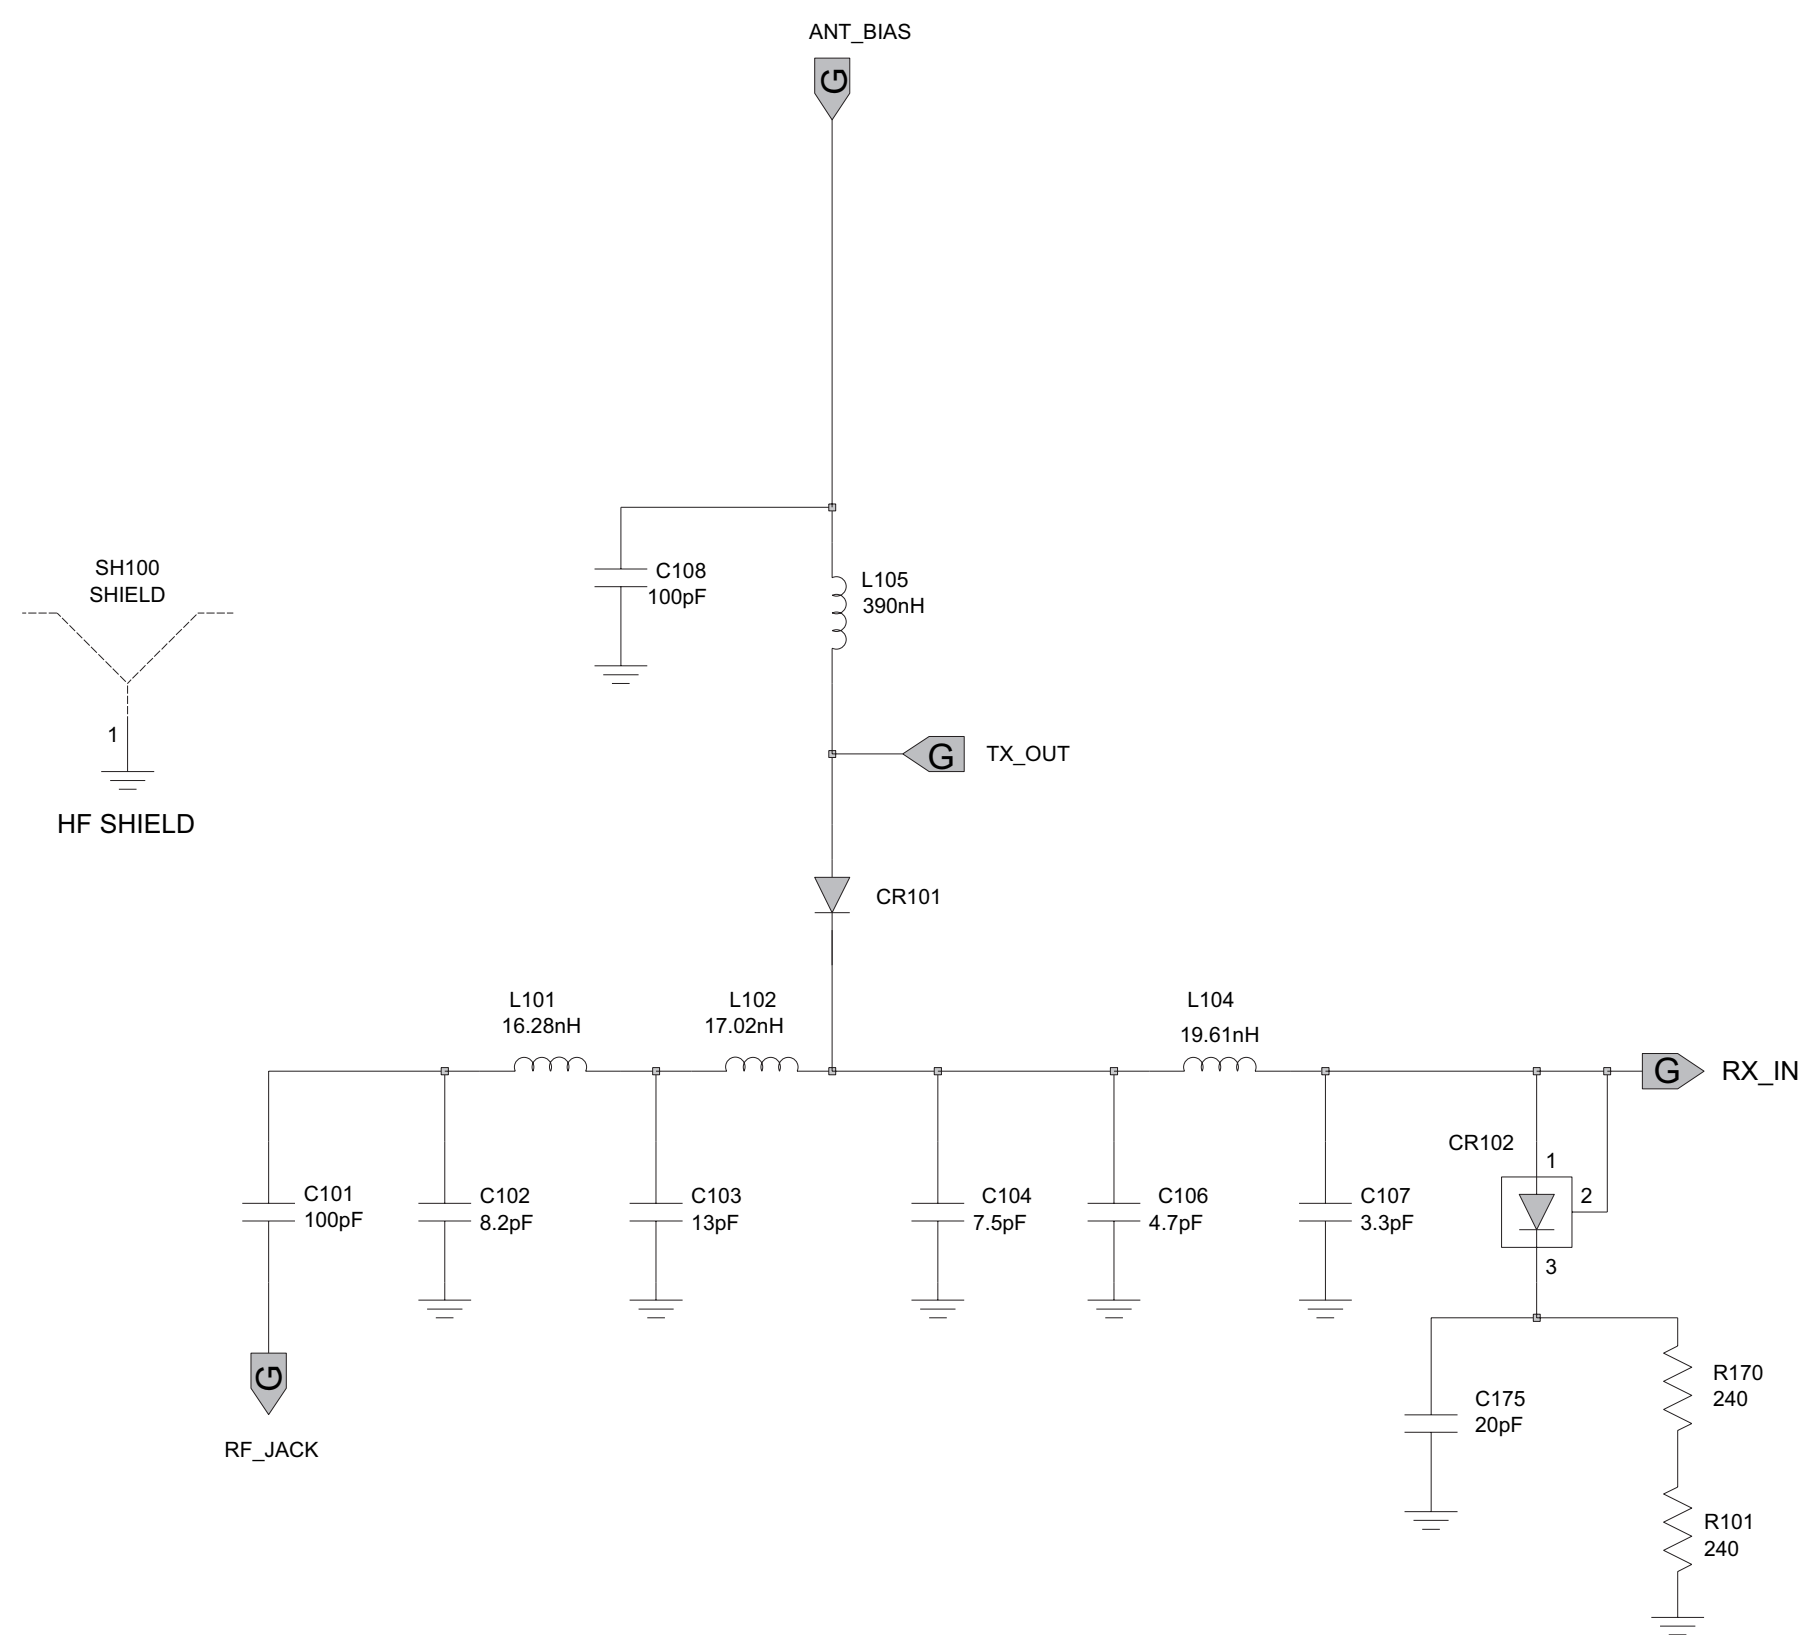 ANT_BIAS
G
SH100
SHIELD
1
HF SHIELD
C108
100pF
L105
390nH
G
TX_OUT
CR101
L101
16.28nH
L102
17.02nH
L104
19.61nH
G
RX_IN
C101
100pF
C102
8.2pF
C103
13pF
C104
7.5pF
C106
4.7pF
C107
3.3pF
CR102
1
2
3
G
RF_JACK
C175
20pF
R170
240
R101
240